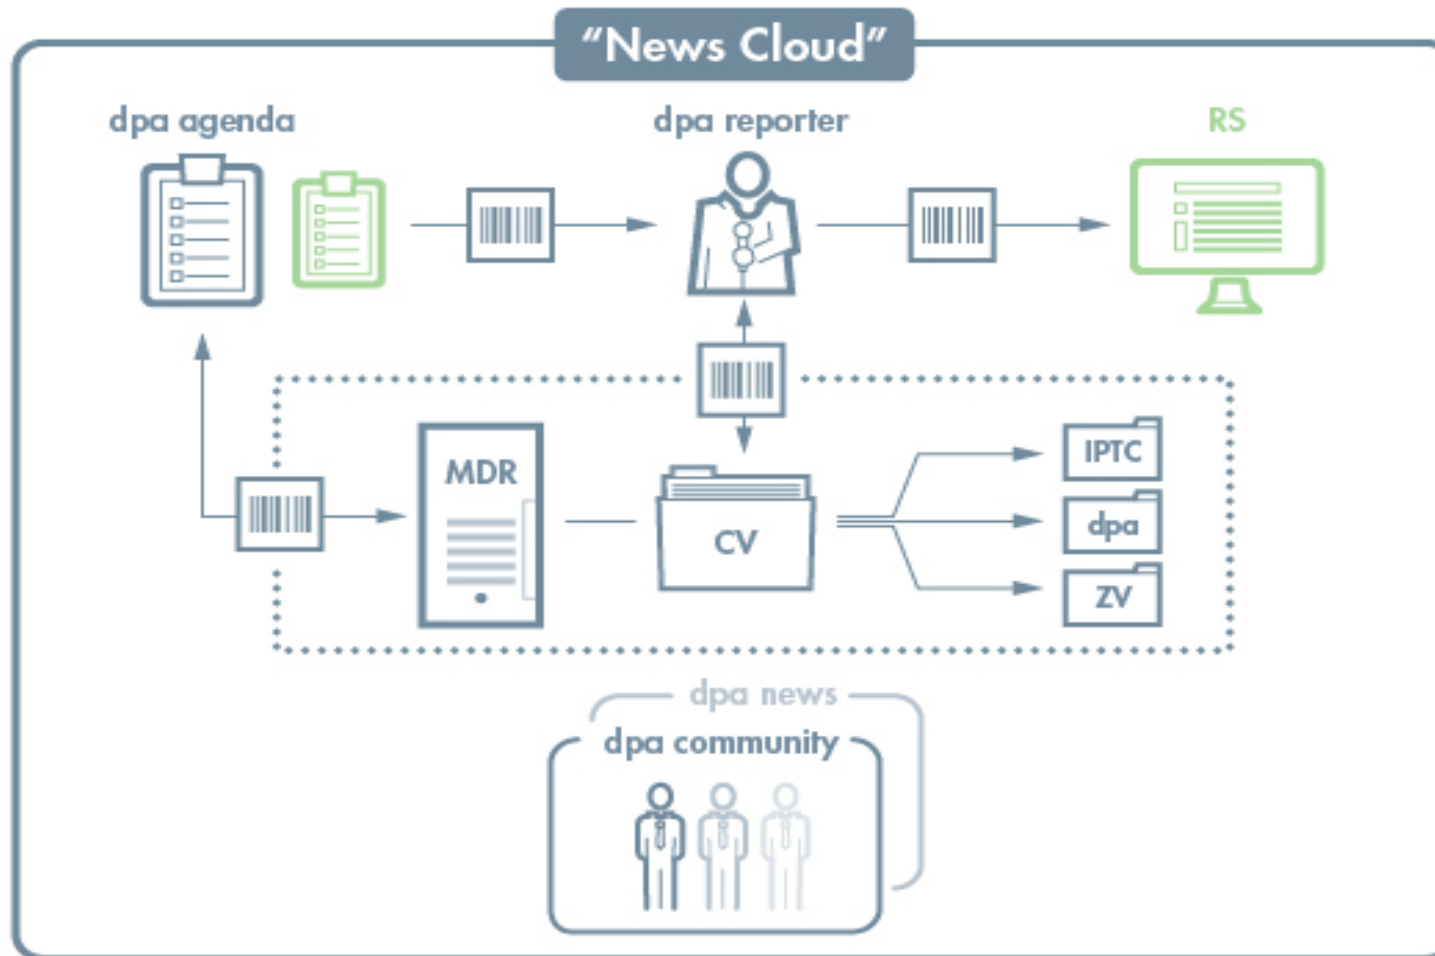 “News Cloud”
dpa agenda
dpa reporter
RS
MDR
CV
IPTC
dpa
ZV
dpa news
dpa community